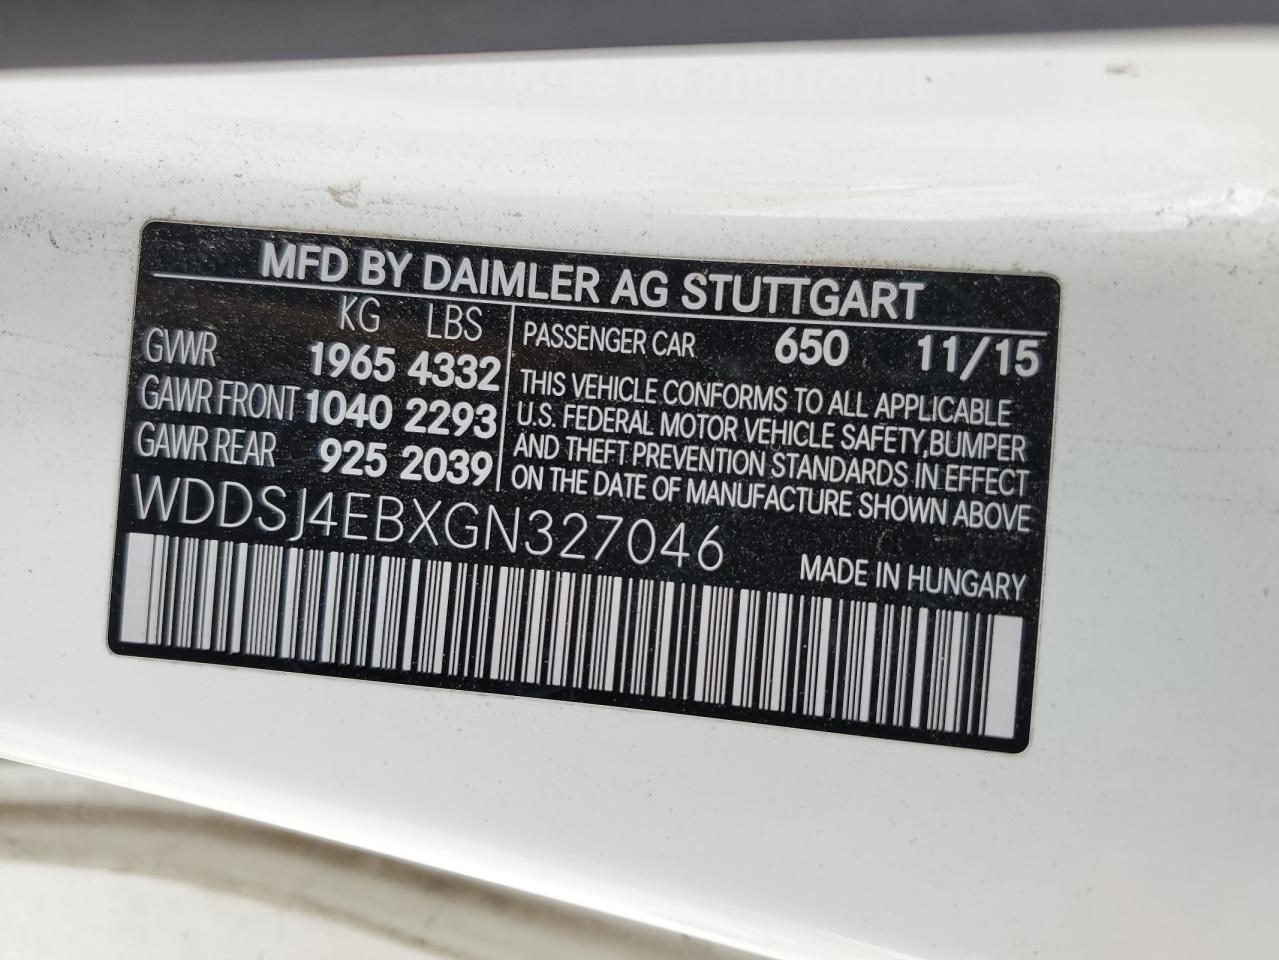 MFD BY DAIMLER AG STUTTGART
KG LBS
GVWR 1965 4332
GAWR FRONT 1040 2293
GAWR REAR 925 2039
PASSENGER CAR 650 11/15
THIS VEHICLE CONFORMS TO ALL APPLICABLE
U.S. FEDERAL MOTOR VEHICLE SAFETY, BUMPER
AND THEFT PREVENTION STANDARDS IN EFFECT
ON THE DATE OF MANUFACTURE SHOWN ABOVE
WDDSJ4EBXGN327046
MADE IN HUNGARY